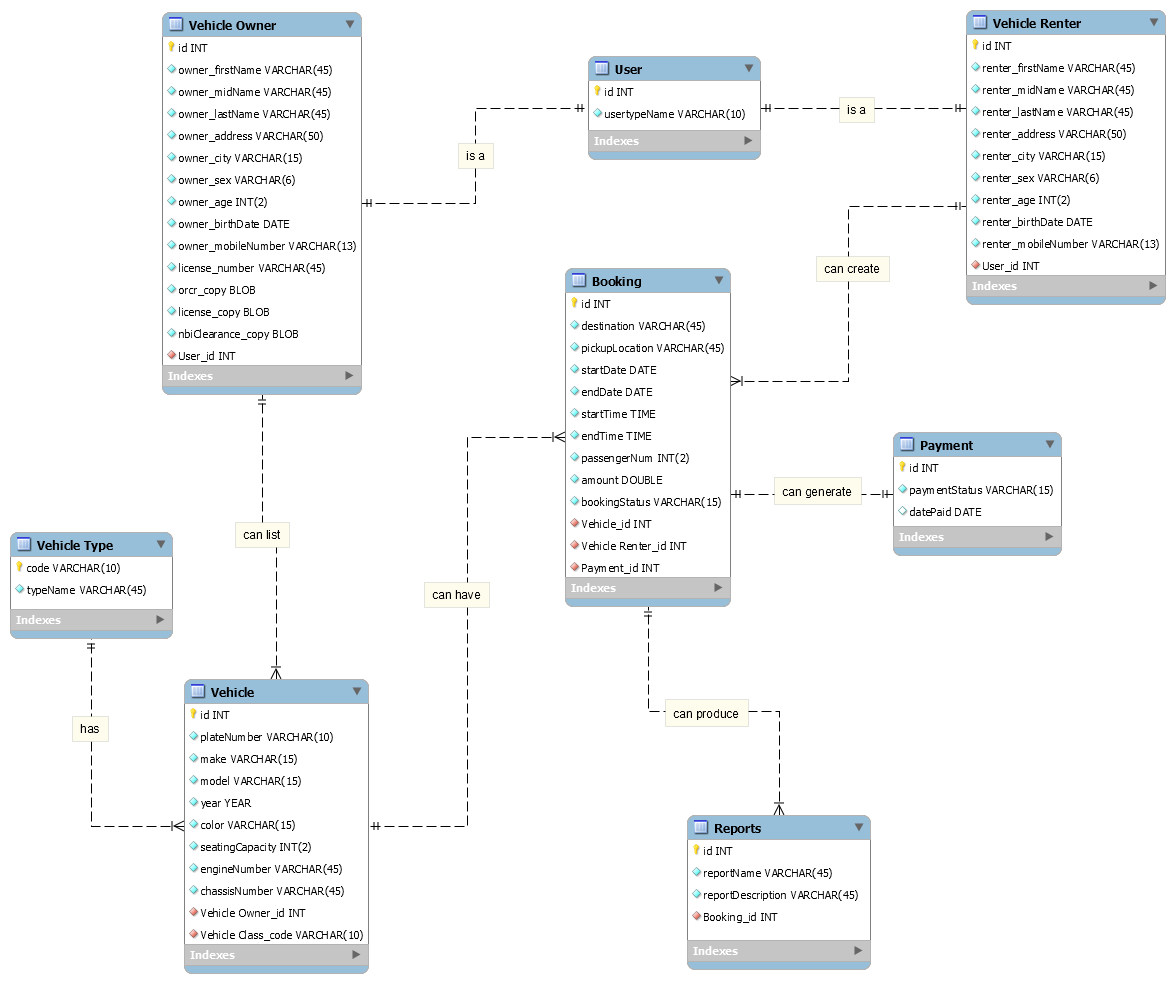 Vehicle Owner
id INT
owner_firstName VARCHAR(45)
owner_midName VARCHAR(45)
owner_lastName VARCHAR(45)
owner_address VARCHAR(50)
owner_city VARCHAR(15)
owner_sex VARCHAR(6)
owner_age INT(2)
owner_birthDate DATE
owner_mobileNumber VARCHAR(13)
license_number VARCHAR(45)
orcr_copy BLOB
license_copy BLOB
nbiClearance_copy BLOB
User_id INT
Indexes
is a
User
id INT
usertypeName VARCHAR(10)
Indexes
is a
Vehicle Renter
id INT
renter_firstName VARCHAR(45)
renter_midName VARCHAR(45)
renter_lastName VARCHAR(45)
renter_address VARCHAR(50)
renter_city VARCHAR(15)
renter_sex VARCHAR(6)
renter_age INT(2)
renter_birthDate DATE
renter_mobileNumber VARCHAR(13)
User_id INT
Indexes
can create
Booking
id INT
destination VARCHAR(45)
pickupLocation VARCHAR(45)
startDate DATE
endDate DATE
startTime TIME
endTime TIME
passengerNum INT(2)
amount DOUBLE
bookingStatus VARCHAR(15)
Vehicle_id INT
Vehicle Renter_id INT
Payment_id INT
Indexes
can generate
Payment
id INT
paymentStatus VARCHAR(15)
datePaid DATE
Indexes
can list
Vehicle Type
code VARCHAR(10)
typeName VARCHAR(45)
Indexes
can have
has
Vehicle
id INT
plateNumber VARCHAR(10)
make VARCHAR(15)
model VARCHAR(15)
year YEAR
color VARCHAR(15)
seatingCapacity INT(2)
engineNumber VARCHAR(45)
chassisNumber VARCHAR(45)
Vehicle Owner_id INT
Vehicle Class_code VARCHAR(10)
Indexes
can produce
Reports
id INT
reportName VARCHAR(45)
reportDescription VARCHAR(45)
Booking_id INT
Indexes